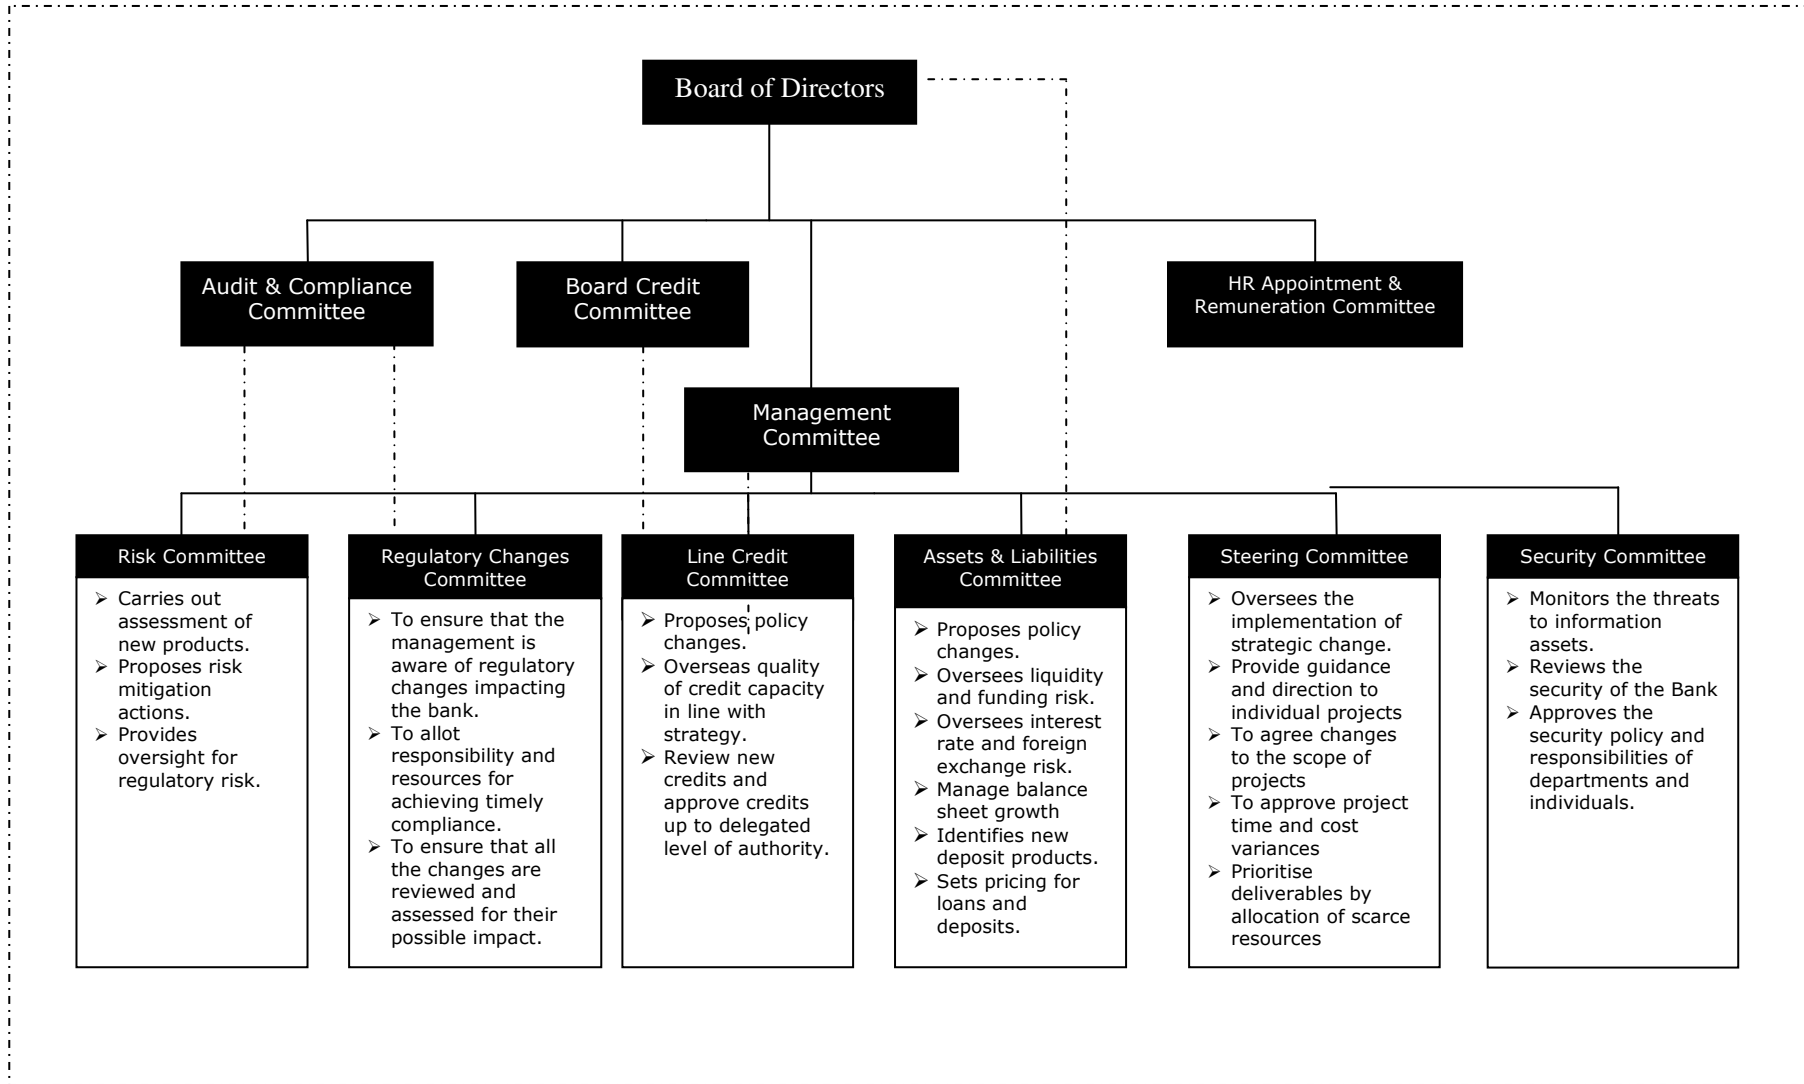 Board of Directors
Audit & Compliance
Committee
Board Credit
Committee
HR Appointment &
Remuneration Committee
Management
Committee
Risk Committee
➢ Carries out
assessment of
new products.
➢ Proposes risk
mitigation
actions.
➢ Provides
oversight for
regulatory risk.
Regulatory Changes
Committee
➢ To ensure that the
management is
aware of regulatory
changes impacting
the bank.
➢ To allot
responsibility and
resources for
achieving timely
compliance.
➢ To ensure that all
the changes are
reviewed and
assessed for their
possible impact.
Line Credit
Committee
➢ Proposes policy
changes.
➢ Overseas quality
of credit capacity
in line with
strategy.
➢ Review new
credits and
approve credits
up to delegated
level of authority.
Assets & Liabilities
Committee
➢ Proposes policy
changes.
➢ Oversees liquidity
and funding risk.
➢ Oversees interest
rate and foreign
exchange risk.
➢ Manage balance
sheet growth
➢ Identifies new
deposit products.
➢ Sets pricing for
loans and
deposits.
Steering Committee
➢ Oversees the
implementation of
strategic change.
➢ Provide guidance
and direction to
individual projects
➢ To agree changes
to the scope of
projects
➢ To approve project
time and cost
variances
➢ Prioritise
deliverables by
allocation of scarce
resources
Security Committee
➢ Monitors the threats
to information
assets.
➢ Reviews the
security of the Bank
➢ Approves the
security policy and
responsibilities of
departments and
individuals.